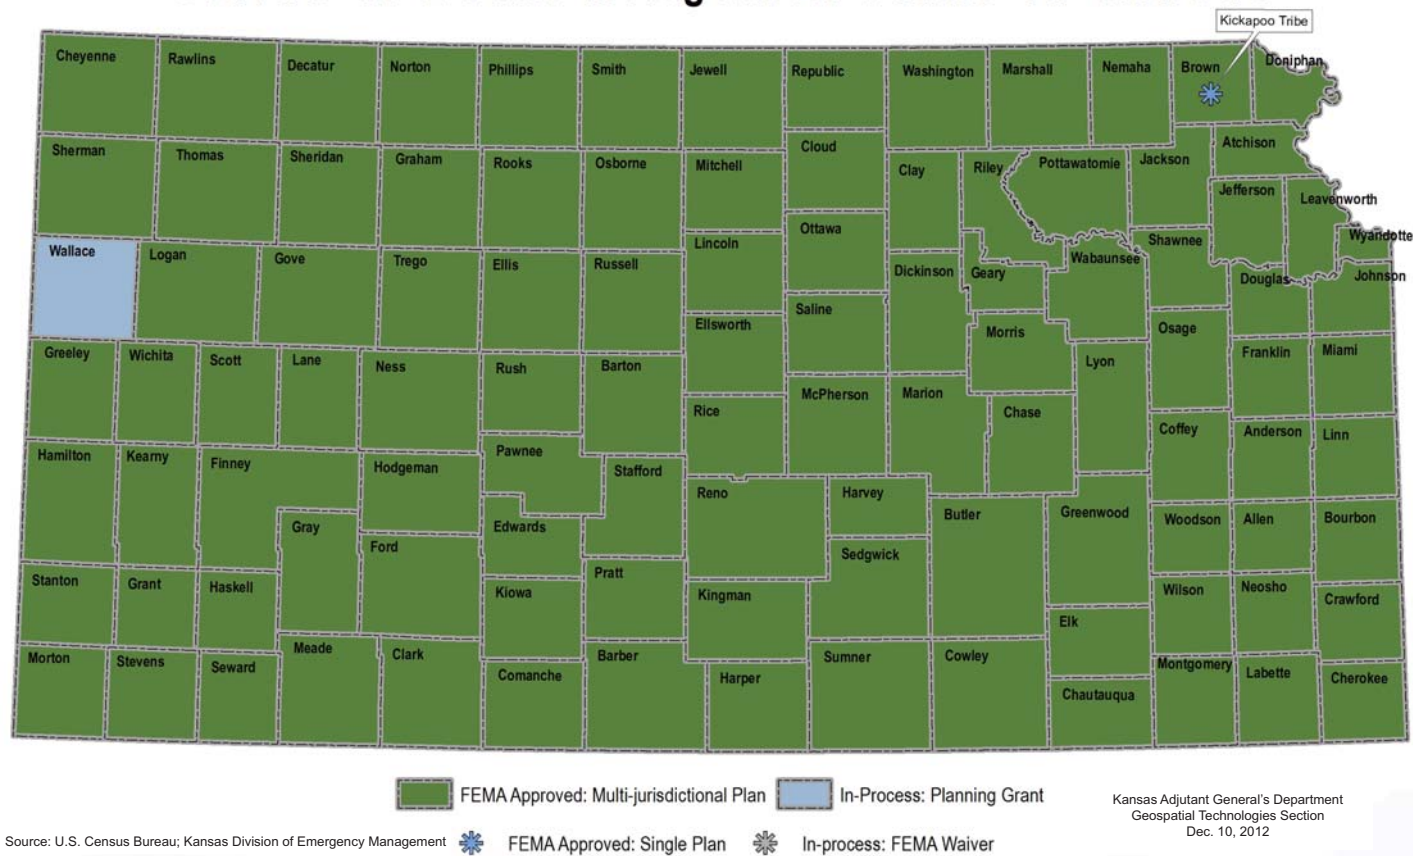 Kickapoo Tribe
Cheyenne Rawlins Decatur Norton Phillips Smith Jewell Republic Washington Marshall Nemaha Brown Doniphan
Sherman Thomas Sheridan Graham Rooks Osborne Mitchell Cloud Clay Riley Pottawatomie Jackson Atchison
Jefferson Leavenworth
Wallace Logan Gove Trego Ellis Russell Lincoln Ottawa Dickinson Geary Wabaunsee Shawnee Douglas Wyandotte Johnson
Ellsworth Saline Morris Osage
Greeley Wichita Scott Lane Ness Rush Barton Rice McPherson Marion Chase Lyon Franklin Miami
Hamilton Kearny Finney Hodgeman Pawnee Stafford Reno Harvey Butler Greenwood Coffey Anderson Linn
Gray Ford Edwards Sedgwick Woodson Allen Bourbon
Stanton Grant Haskell Kiowa Pratt Kingman Elk Wilson Neosho Crawford
Morton Stevens Seward Meade Clark Comanche Barber Harper Sumner Cowley Chautauqua Montgomery Labette Cherokee
FEMA Approved: Multi-jurisdictional Plan In-Process: Planning Grant
Kansas Adjutant General's Department
Geospatial Technologies Section
Dec. 10, 2012
Source: U.S. Census Bureau; Kansas Division of Emergency Management FEMA Approved: Single Plan In-process: FEMA Waiver